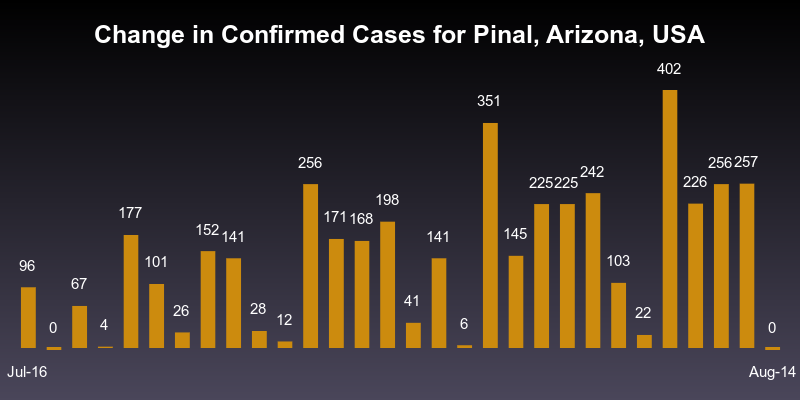 Change in Confirmed Cases for Pinal, Arizona, USA
96 0 67 4 177 101 26 152 141 28 12 256 171 168 198 41 141 6 351 145 225 225 242 103 22 402 226 256 257 0
Jul-16 Aug-14